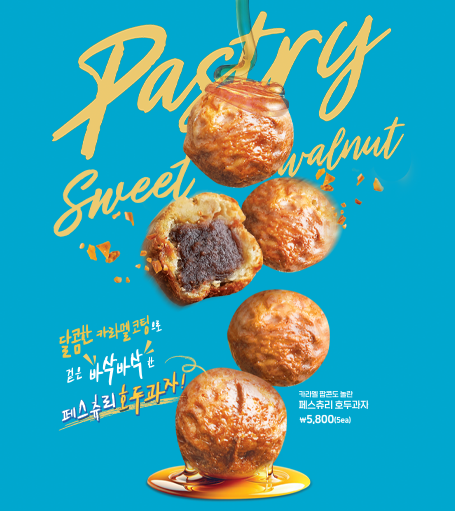 Pastry
Sweet walnut
달콤한 카라멜코팅으로
겉은 바삭바삭한
페스츄리 호두과자!
카라멜 팝콘도 놀란
페스츄리 호두과자
₩5,800(5ea)